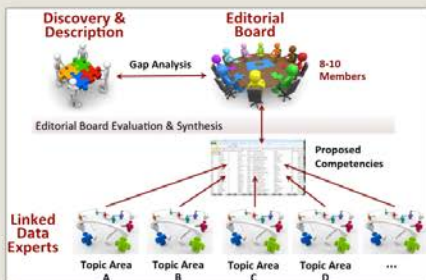 Discovery &
Description
Editorial
Board
Gap Analysis
8-10
Members
Editorial Board Evaluation & Synthesis
Proposed
Competencies
Linked
Data
Experts
Topic Area
A
Topic Area
B
Topic Area
C
Topic Area
D
...